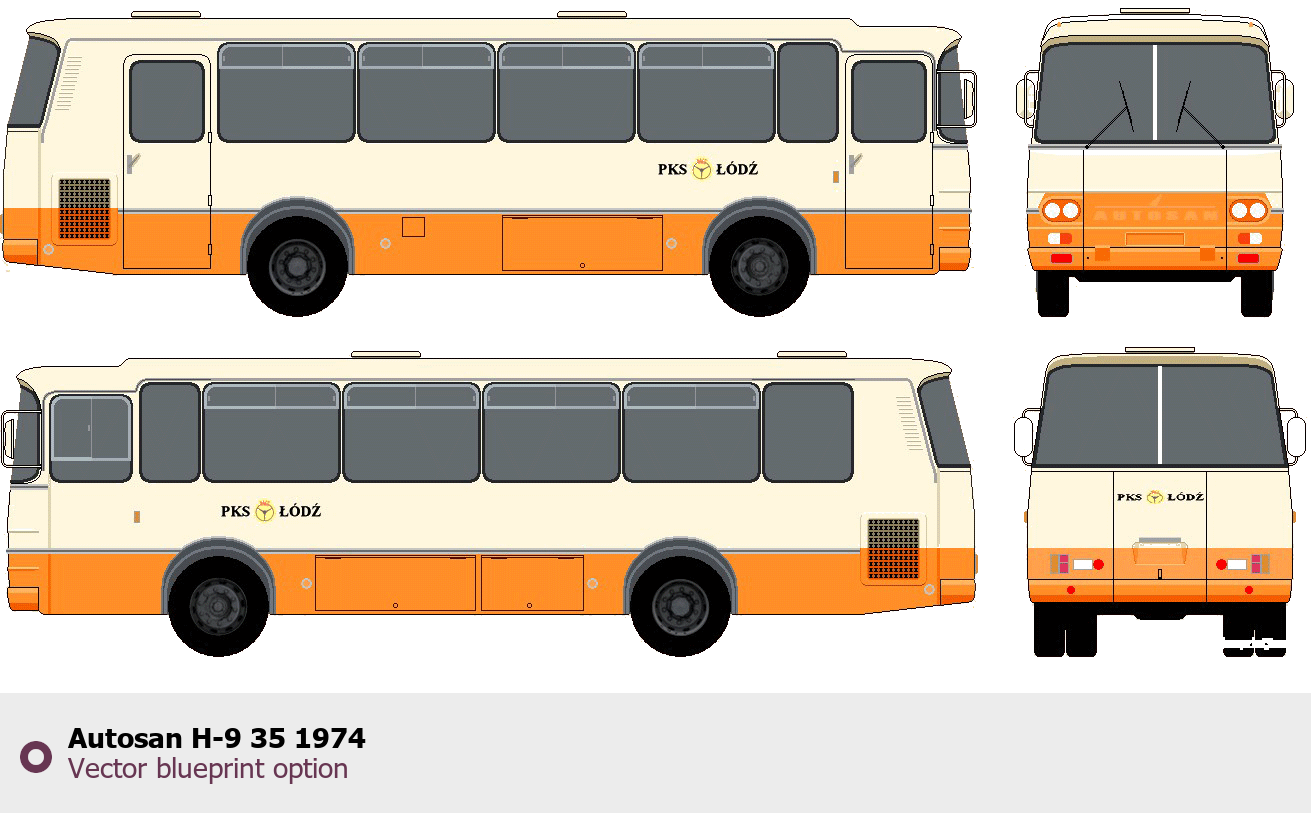 PKS ŁÓDŹ
AUTOSAN
PKS ŁÓDŹ
PKS ŁÓDŹ
Autosan H-9 35 1974
Vector blueprint option